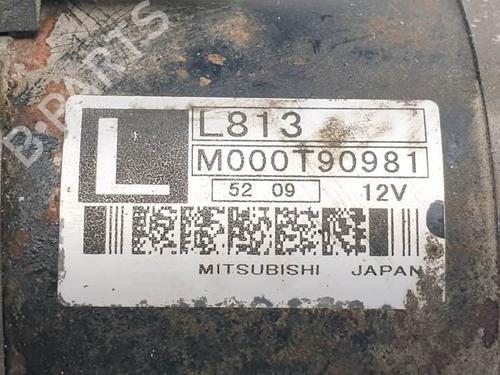 B-PARTS
L
L813
M000T90981
52 09 12V
MITSUBISHI JAPAN